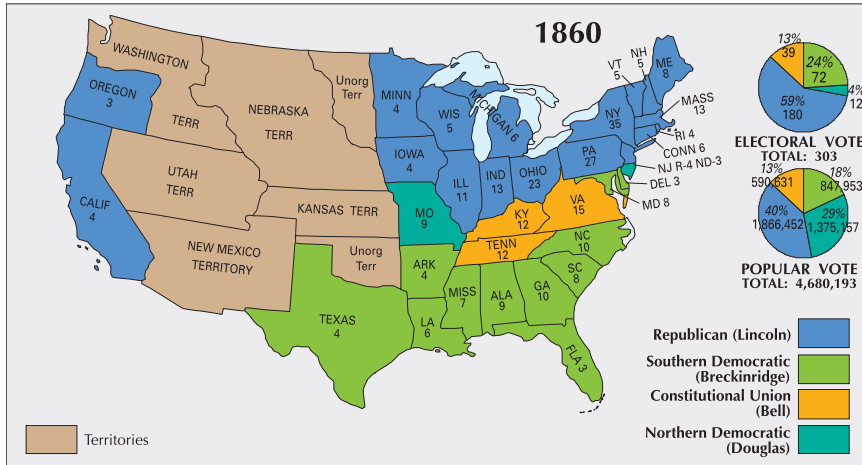 1860
WASHINGTON
TERR
OREGON
3
CALIF
4
NEBRASKA
TERR
UTAH
TERR
NEW MEXICO
TERRITORY
KANSAS TERR
Unorg
Terr
Unorg
Terr
MINN
4
WIS
5
MICHIGAN 6
IOWA
4
ILL
11
IND
13
OHIO
23
MO
9
KY
12
TENN
12
VA
15
NC
10
SC
8
GA
10
ALA
9
MISS
7
ARK
4
LA
6
TEXAS
4
FLA 3
PA
27
NY
35
VT
5
NH
5
ME
8
MASS
13
RI 4
CONN 6
NJ R-4 ND-3
DEL 3
MD 8
13%
39
24%
72
4%
12
59%
180
ELECTORAL VOTE
TOTAL: 303
13%
590,631
18%
847,953
40%
1,866,452
29%
1,375,157
POPULAR VOTE
TOTAL: 4,680,193
Republican (Lincoln)
Southern Democratic
(Breckinridge)
Constitutional Union
(Bell)
Northern Democratic
(Douglas)
Territories